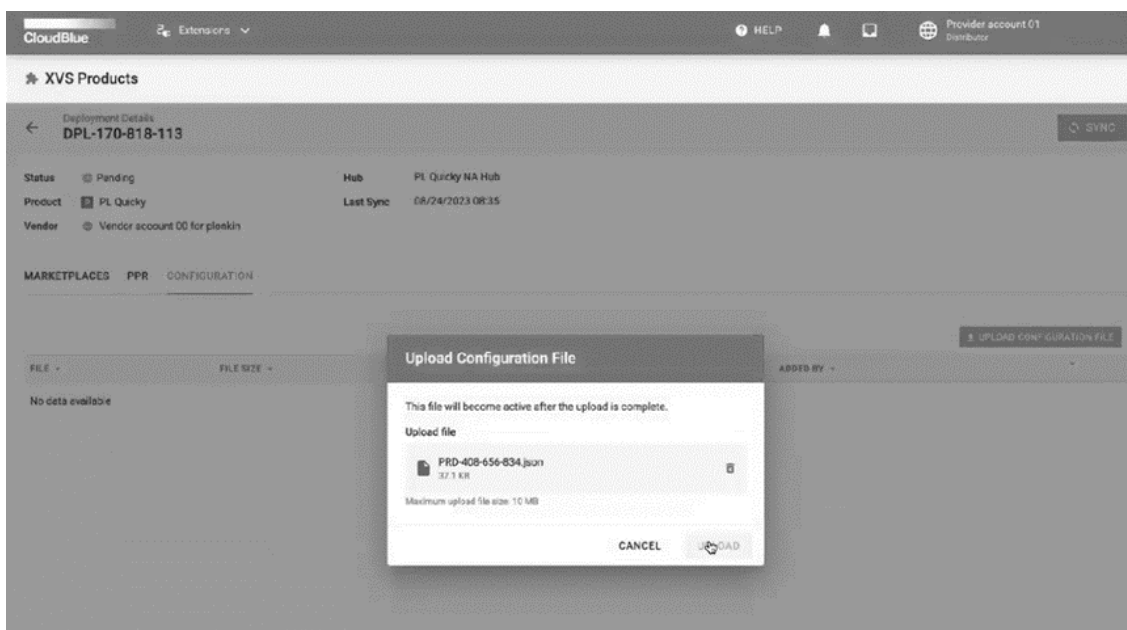 CloudBlue
Extensions
HELP
Provider account 01
Distributor
XVS Products
Deployment Details
DPL-170-818-113
SYNC
Status Pending Hub PL Quicky NA Hub
Product PL Quicky Last Sync 08/24/2023 08:35
Vendor Vendor account 00 for plenkin
MARKETPLACES PPR CONFIGURATION
UPLOAD CONFIGURATION FILE
FILE FILE SIZE ADDED BY
No data available
Upload Configuration File
This file will become active after the upload is complete.
Upload file
PRD-408-656-834.json
37.1 KB
Maximum upload file size: 10 MB
CANCEL UPLOAD